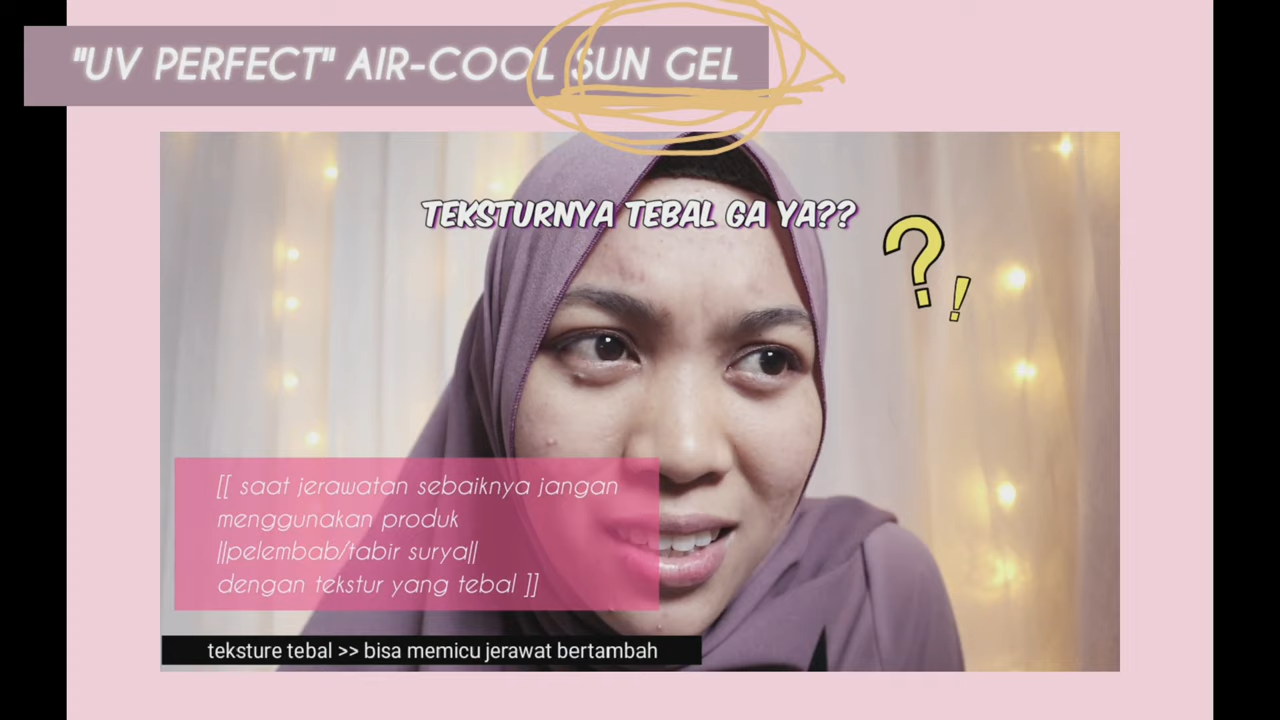 "UV PERFECT" AIR-COOL SUN GEL
TEKSTURNYA TEBAL GA YA??
?!
[[ saat jerawatan sebaiknya jangan
menggunakan produk
||pelembab/tabir surya||
dengan tekstur yang tebal ]]
teksture tebal >> bisa memicu jerawat bertambah